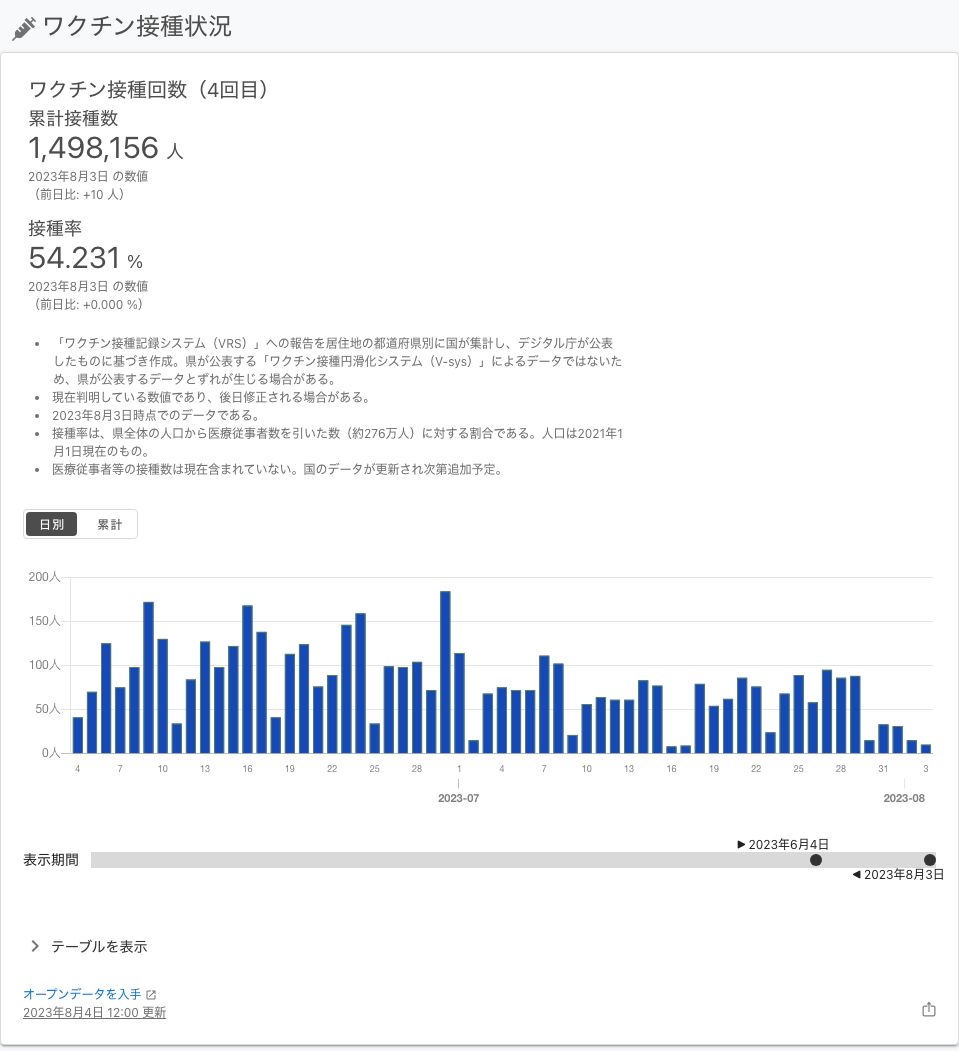 ワクチン接種状況
ワクチン接種回数（4回目）
累計接種数
1,498,156 人
2023年8月3日 の数値
（前日比: +10 人）
接種率
54.231 %
2023年8月3日 の数値
（前日比: +0.000 %）
• 「ワクチン接種記録システム（VRS）」への報告を居住地の都道府県別に国が集計し、デジタル庁が公表
したものに基づき作成。県が公表する「ワクチン接種円滑化システム（V-sys）」によるデータではないた
め、県が公表するデータとずれが生じる場合がある。
• 現在判明している数値であり、後日修正される場合がある。
• 2023年8月3日時点でのデータである。
• 接種率は、県全体の人口から医療従事者数を引いた数（約276万人）に対する割合である。人口は2021年1
月1日現在のもの。
• 医療従事者等の接種数は現在含まれていない。国のデータが更新され次第追加予定。
日別 累計
200人
150人
100人
50人
0人
4 7 10 13 16 19 22 25 28 1 4 7 10 13 16 19 22 25 28 31 3
2023-07 2023-08
▶ 2023年6月4日
表示期間
◀ 2023年8月3日
テーブルを表示
オープンデータを入手
2023年8月4日 12:00 更新